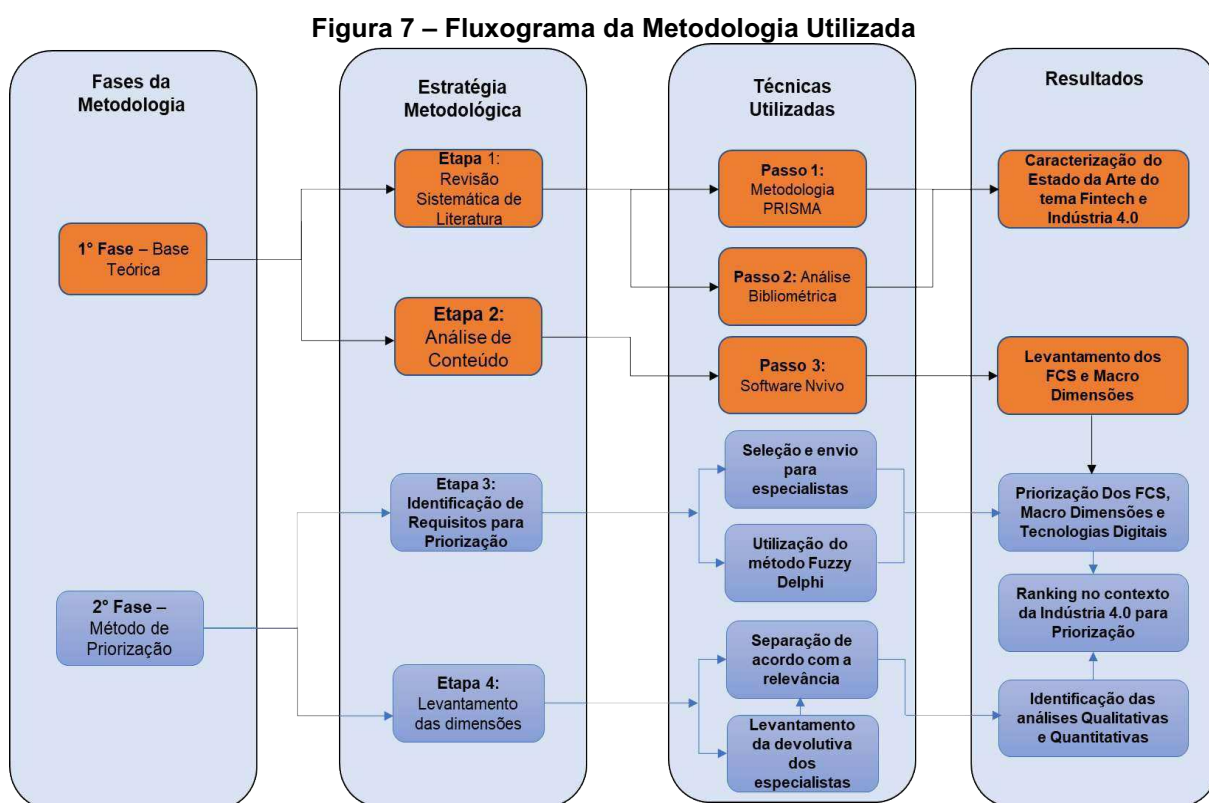 Figura 7 – Fluxograma da Metodologia Utilizada
Fases da
Metodologia
1° Fase – Base
Teórica
2° Fase –
Método de
Priorização
Estratégia
Metodológica
Etapa 1:
Revisão
Sistemática de
Literatura
Etapa 2:
Análise de
Conteúdo
Etapa 3:
Identificação de
Requisitos para
Priorização
Etapa 4:
Levantamento
das dimensões
Técnicas
Utilizadas
Passo 1:
Metodologia
PRISMA
Passo 2: Análise
Bibliométrica
Passo 3:
Software Nvivo
Seleção e envio
para
especialistas
Utilização do
método Fuzzy
Delphi
Separação de
acordo com a
relevância
Levantamento
da devolutiva
dos
especialistas
Resultados
Caracterização do
Estado da Arte do
tema Fintech e
Indústria 4.0
Levantamento dos
FCS e Macro
Dimensões
Priorização Dos FCS,
Macro Dimensões e
Tecnologias Digitais
Ranking no contexto
da Indústria 4.0 para
Priorização
Identificação das
análises Qualitativas
e Quantitativas